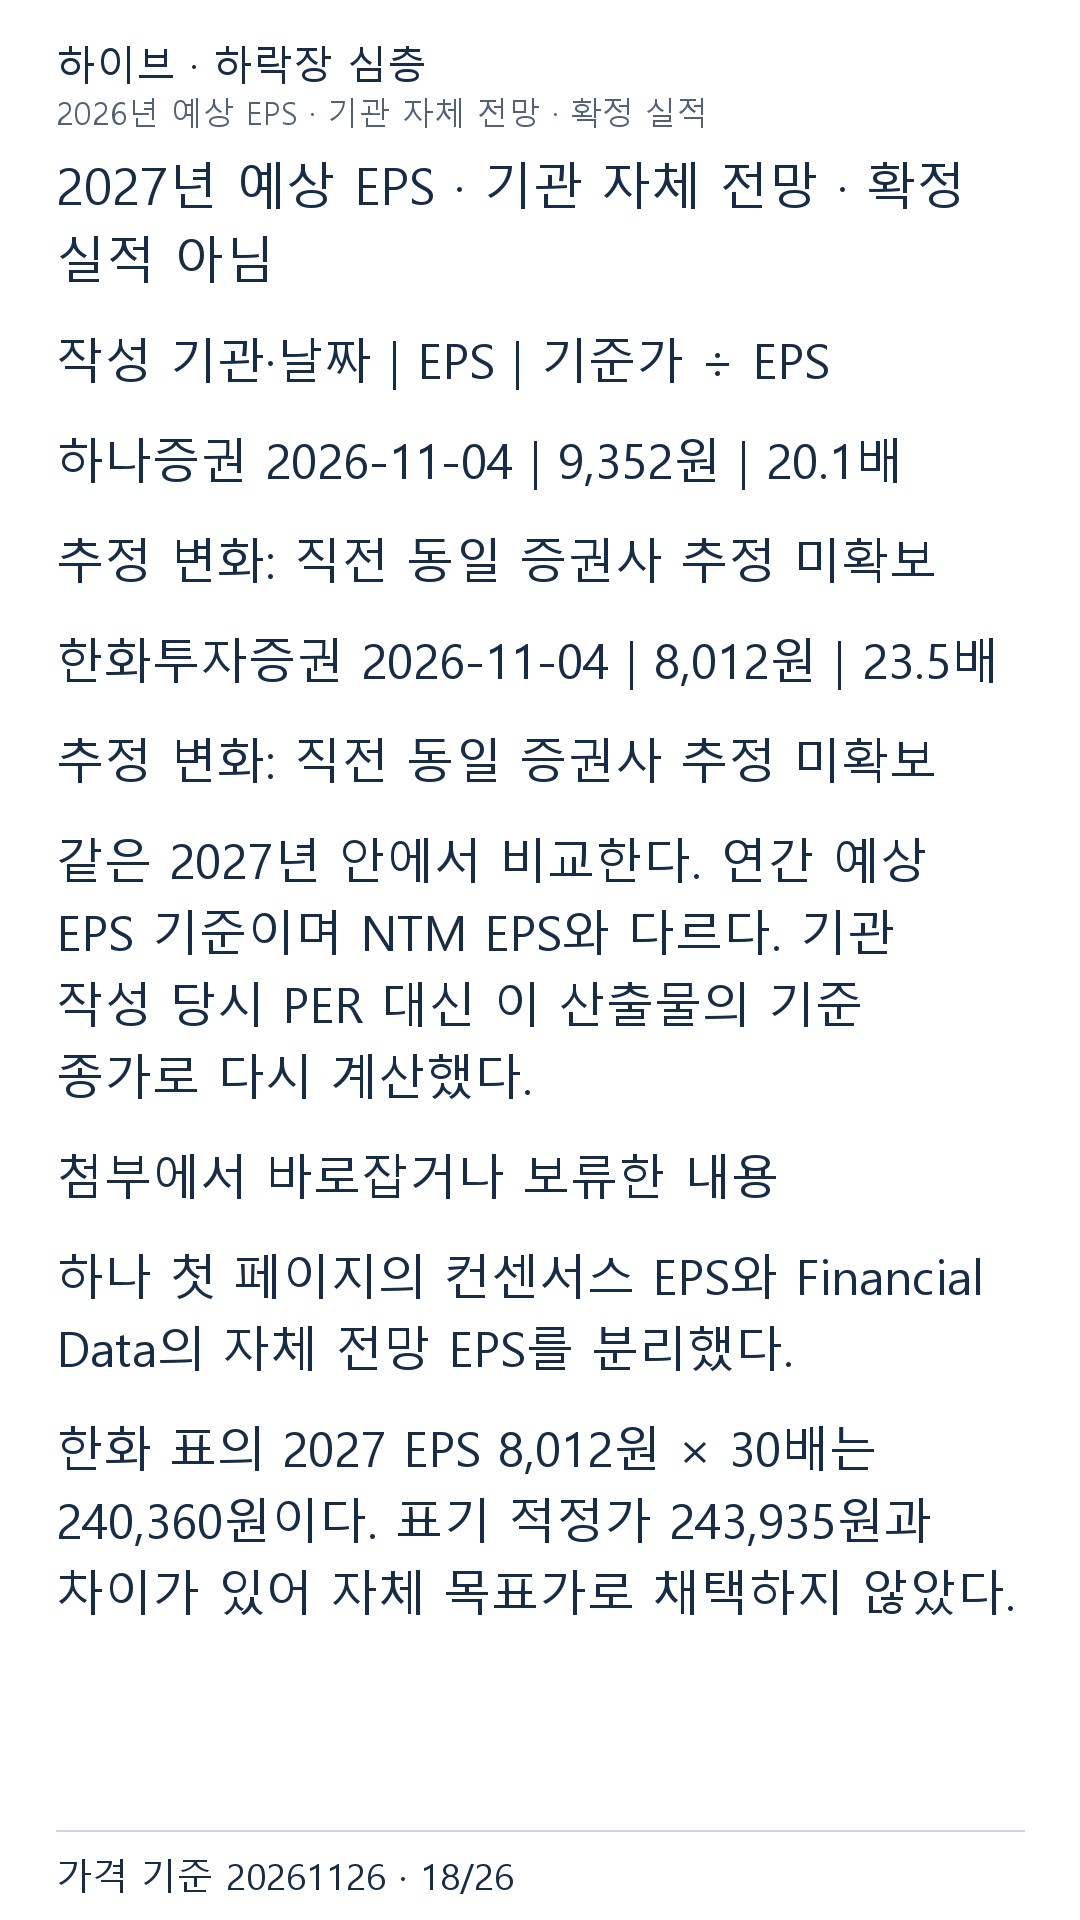 하이브 · 하락장 심층
2026년 예상 EPS · 기관 자체 전망 · 확정 실적
2027년 예상 EPS · 기관 자체 전망 · 확정
실적 아님
작성 기관·날짜 | EPS | 기준가 ÷ EPS
하나증권 2026-11-04 | 9,352원 | 20.1배
추정 변화: 직전 동일 증권사 추정 미확보
한화투자증권 2026-11-04 | 8,012원 | 23.5배
추정 변화: 직전 동일 증권사 추정 미확보
같은 2027년 안에서 비교한다. 연간 예상
EPS 기준이며 NTM EPS와 다르다. 기관
작성 당시 PER 대신 이 산출물의 기준
종가로 다시 계산했다.
첨부에서 바로잡거나 보류한 내용
하나 첫 페이지의 컨센서스 EPS와 Financial
Data의 자체 전망 EPS를 분리했다.
한화 표의 2027 EPS 8,012원 × 30배는
240,360원이다. 표기 적정가 243,935원과
차이가 있어 자체 목표가로 채택하지 않았다.
가격 기준 20261126 · 18/26